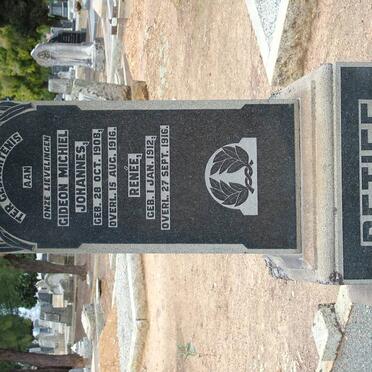 TER GEDACHTENIS
AAN
ONZE LIEVELINGEN
GIDEON MICHIEL
JOHANNES,
GEB. 28 OCT. 1908,
OVERL. 15 AUG. 1916.
RENÈE,
GEB. 1 JAN. 1912,
OVERL. 27 SEPT. 1916.
RETIEF